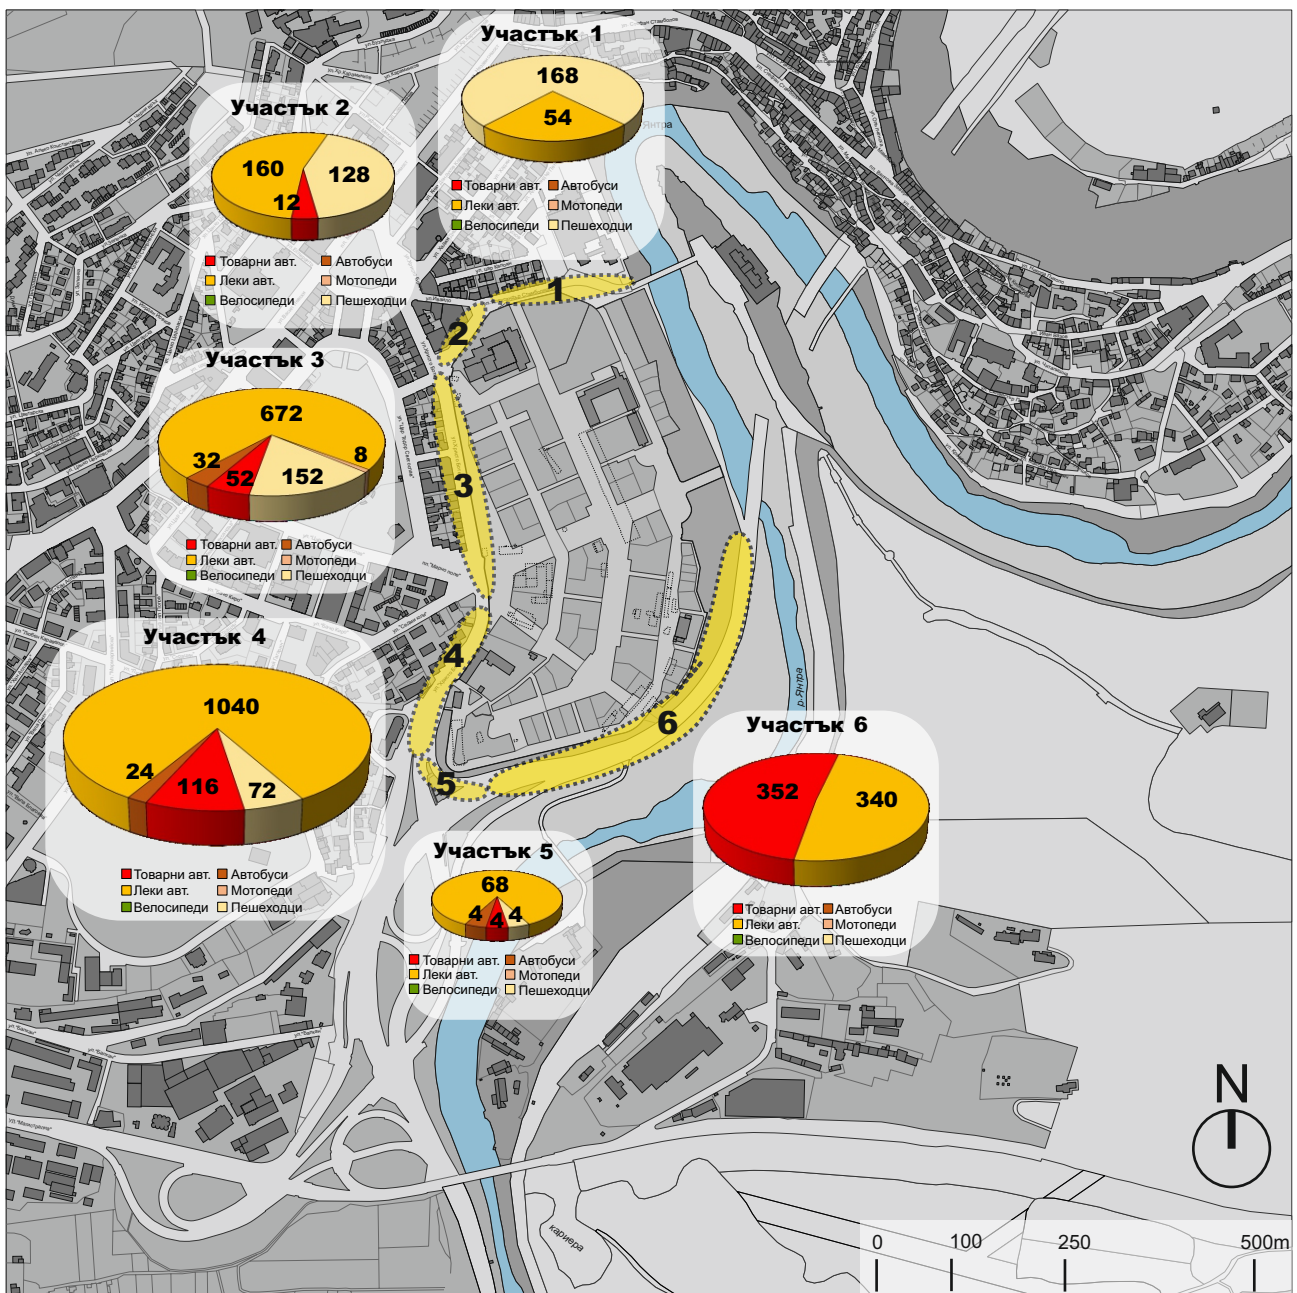 Участък 1
168
54
Товарни авт. Автобуси
Леки авт. Мотопеди
Велосипеди Пешеходци
Участък 2
160
128
12
Товарни авт. Автобуси
Леки авт. Мотопеди
Велосипеди Пешеходци
Участък 3
672
32
8
52
152
Товарни авт. Автобуси
Леки авт. Мотопеди
Велосипеди Пешеходци
Участък 4
1040
24
116
72
Товарни авт. Автобуси
Леки авт. Мотопеди
Велосипеди Пешеходци
Участък 5
68
4
4
4
Товарни авт. Автобуси
Леки авт. Мотопеди
Велосипеди Пешеходци
Участък 6
352
340
Товарни авт. Автобуси
Леки авт. Мотопеди
Велосипеди Пешеходци
1
2
3
4
5
6
Янтра
р.Янтра
кариера
N
0 100 250 500m